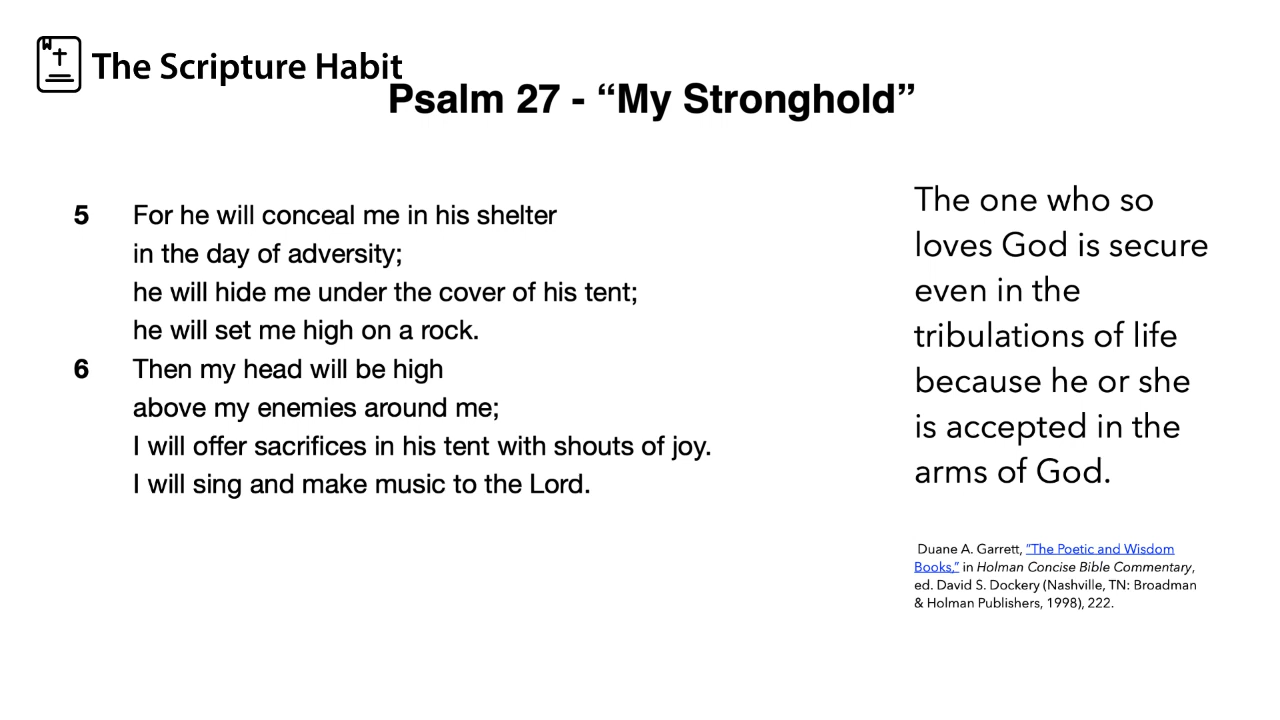 The Scripture Habit
Psalm 27 - “My Stronghold”
5 For he will conceal me in his shelter
in the day of adversity;
he will hide me under the cover of his tent;
he will set me high on a rock.
6 Then my head will be high
above my enemies around me;
I will offer sacrifices in his tent with shouts of joy.
I will sing and make music to the Lord.
The one who so
loves God is secure
even in the
tribulations of life
because he or she
is accepted in the
arms of God.
Duane A. Garrett, “The Poetic and Wisdom
Books,” in Holman Concise Bible Commentary,
ed. David S. Dockery (Nashville, TN: Broadman
& Holman Publishers, 1998), 222.